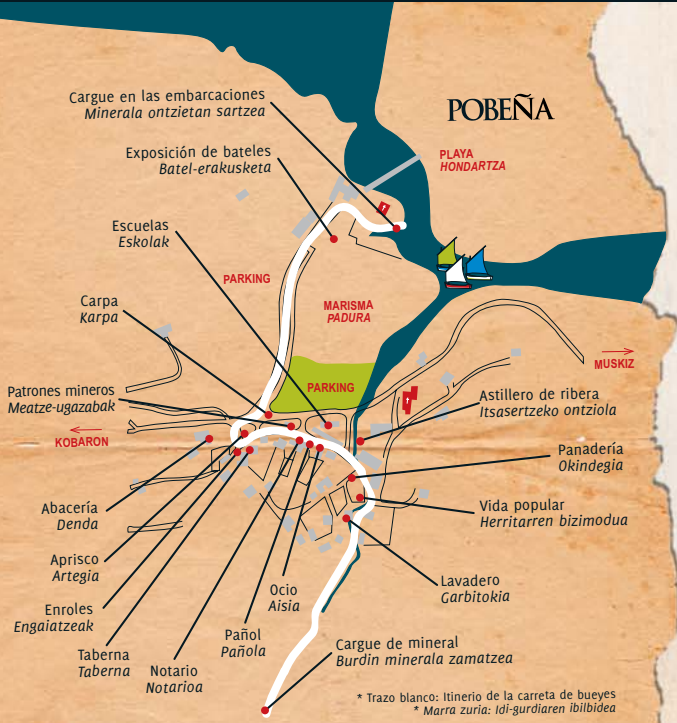 POBEÑA
Cargue en las embarcaciones
Minerala ontzietan sartzea
Exposición de bateles
Batel-erakusketa
PLAYA
HONDARTZA
Escuelas
Eskolak
PARKING
MARISMA
PADURA
Carpa
Karpa
MUSKIZ
Patrones mineros
Meatze-ugazabak
PARKING
Astillero de ribera
Itsasertzeko ontziola
KOBARON
Panadería
Okindegia
Abacería
Denda
Vida popular
Herritarren bizimodua
Aprisco
Artegia
Lavadero
Garbitokia
Ocio
Aisia
Enroles
Engaiatzeak
Pañol
Pañola
Cargue de mineral
Burdin minerala zamatzea
Taberna
Taberna
Notario
Notarioa
* Trazo blanco: Itinerio de la carreta de bueyes
* Marra zuria: Idi-gurdiaren ibilbidea